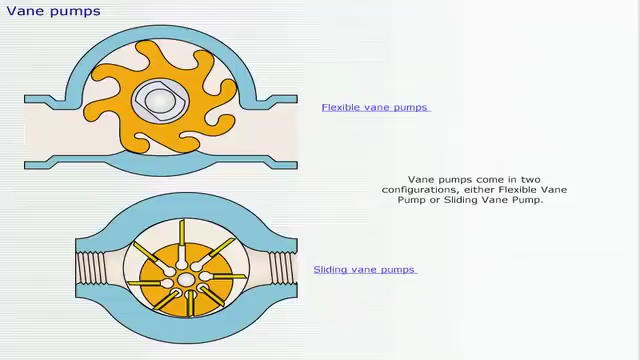 Vane pumps
Flexible vane pumps
Vane pumps come in two
configurations, either Flexible Vane
Pump or Sliding Vane Pump.
Sliding vane pumps